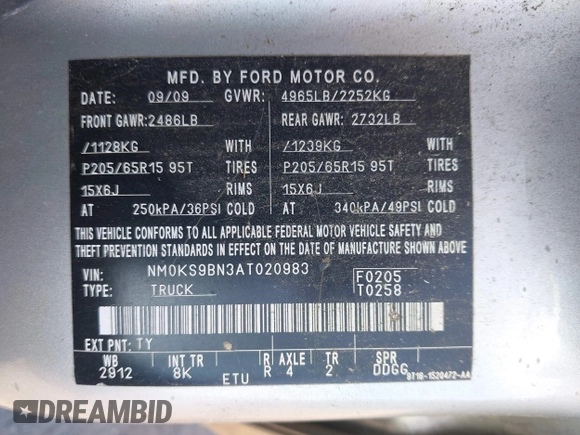 MFD. BY FORD MOTOR CO.
DATE: 09/09 GVWR: 4965LB/2252KG
FRONT GAWR: 2486LB REAR GAWR: 2732LB
/1128KG WITH /1239KG WITH
P205/65R15 95T TIRES P205/65R15 95T TIRES
15X6J RIMS 15X6J RIMS
AT 250kPA/36PSI COLD AT 340kPA/49PSI COLD
THIS VEHICLE CONFORMS TO ALL APPLICABLE FEDERAL MOTOR VEHICLE SAFETY AND
THEFT PREVENTION STANDARDS IN EFFECT ON THE DATE OF MANUFACTURE SHOWN ABOVE.
VIN: NM0KS9BN3AT020983 F0205
TYPE: TRUCK T0258
EXT PNT: TY
WB INT TR R AXLE TR SPR
2912 8K ETU R 4 2 DDGG
9T16-1520472-AA
DREAMBID